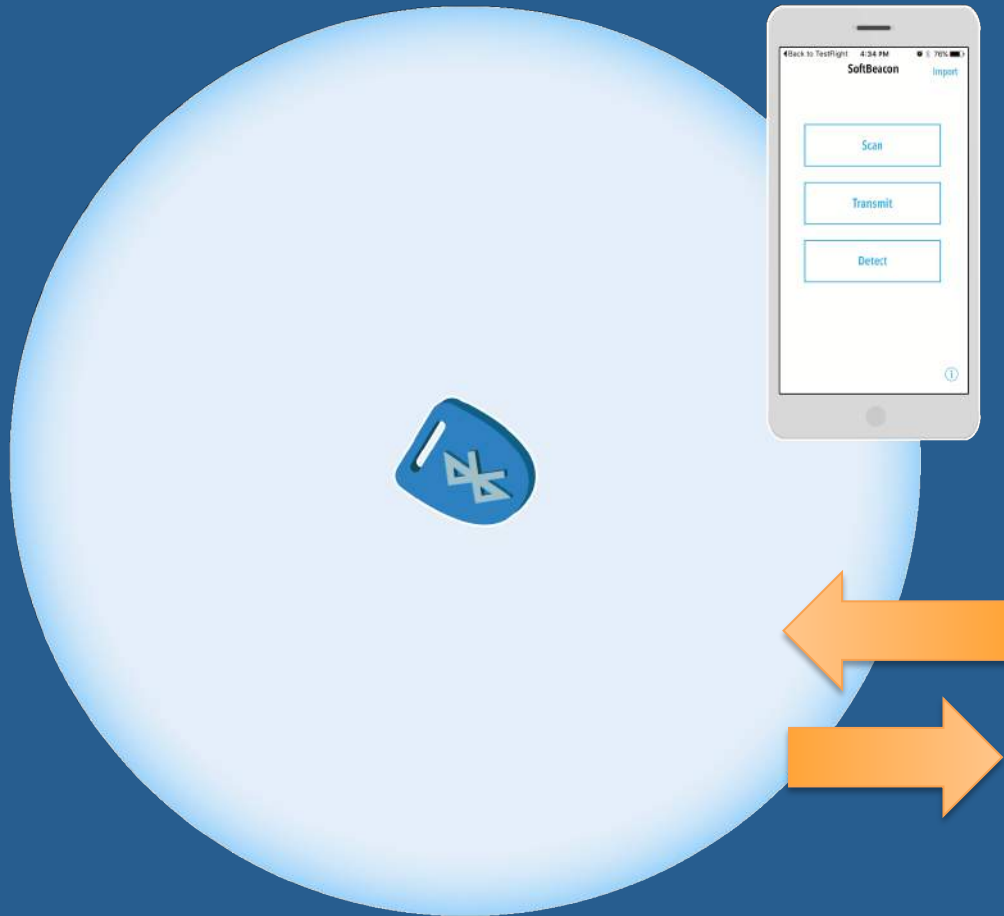 Back to TestFlight 4:34 PM 76%
SoftBeacon Import
Scan
Transmit
Detect